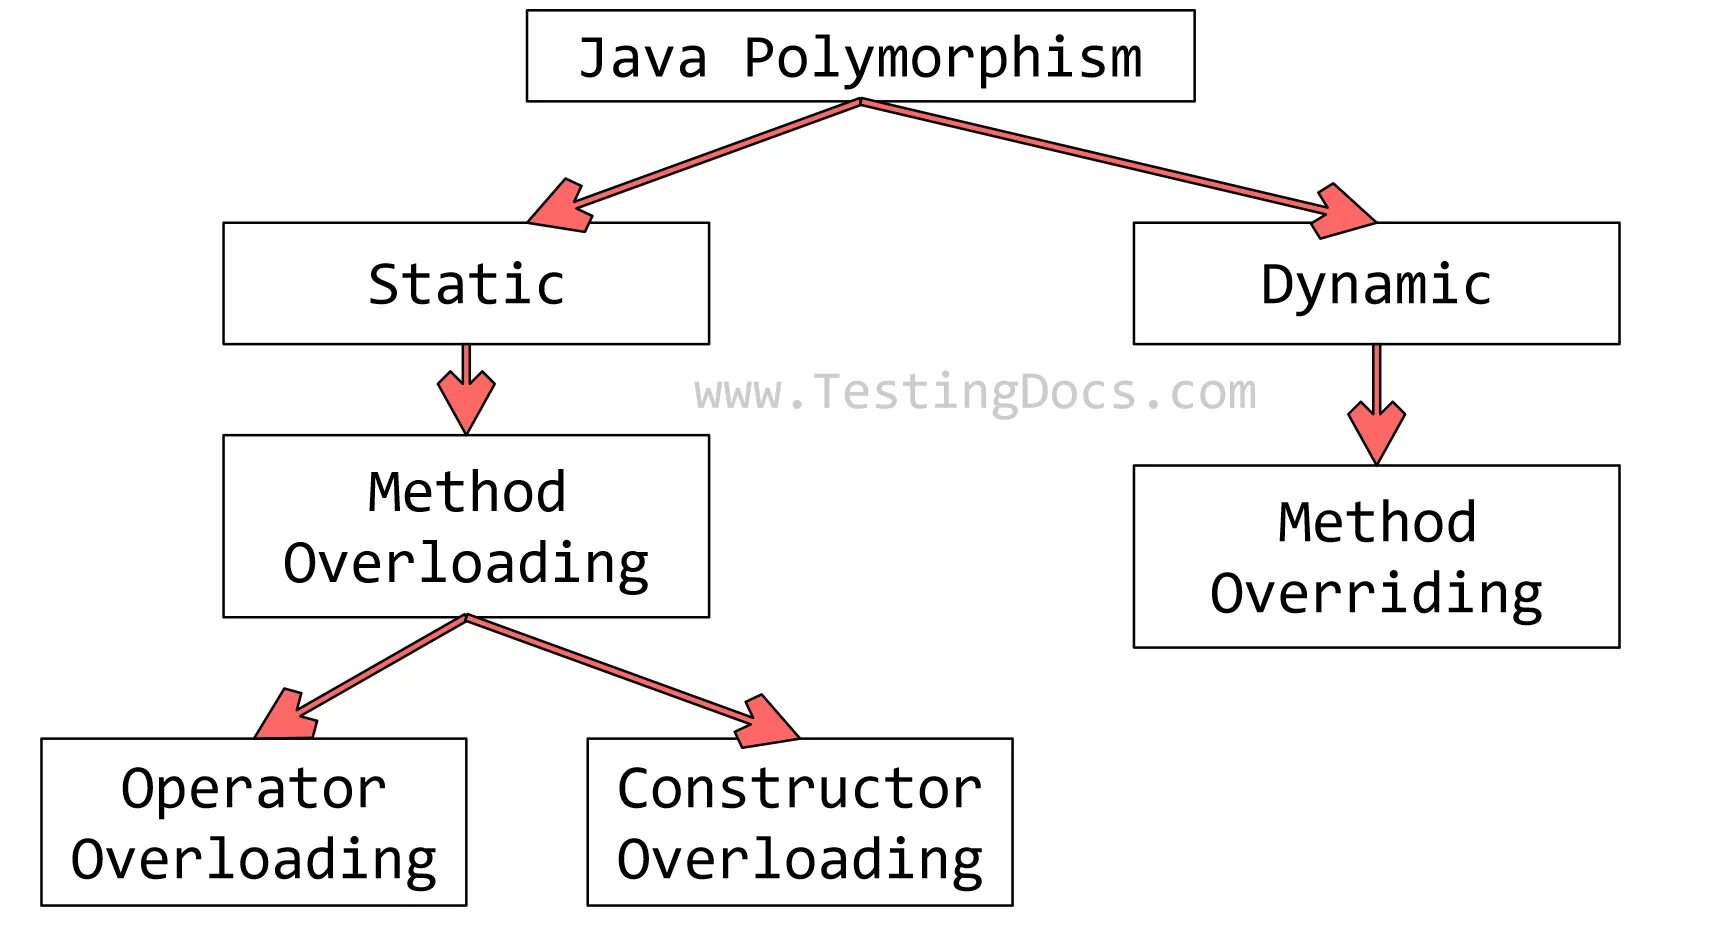 Java Polymorphism
Static
Dynamic
www.TestingDocs.com
Method
Overloading
Method
Overriding
Operator
Overloading
Constructor
Overloading